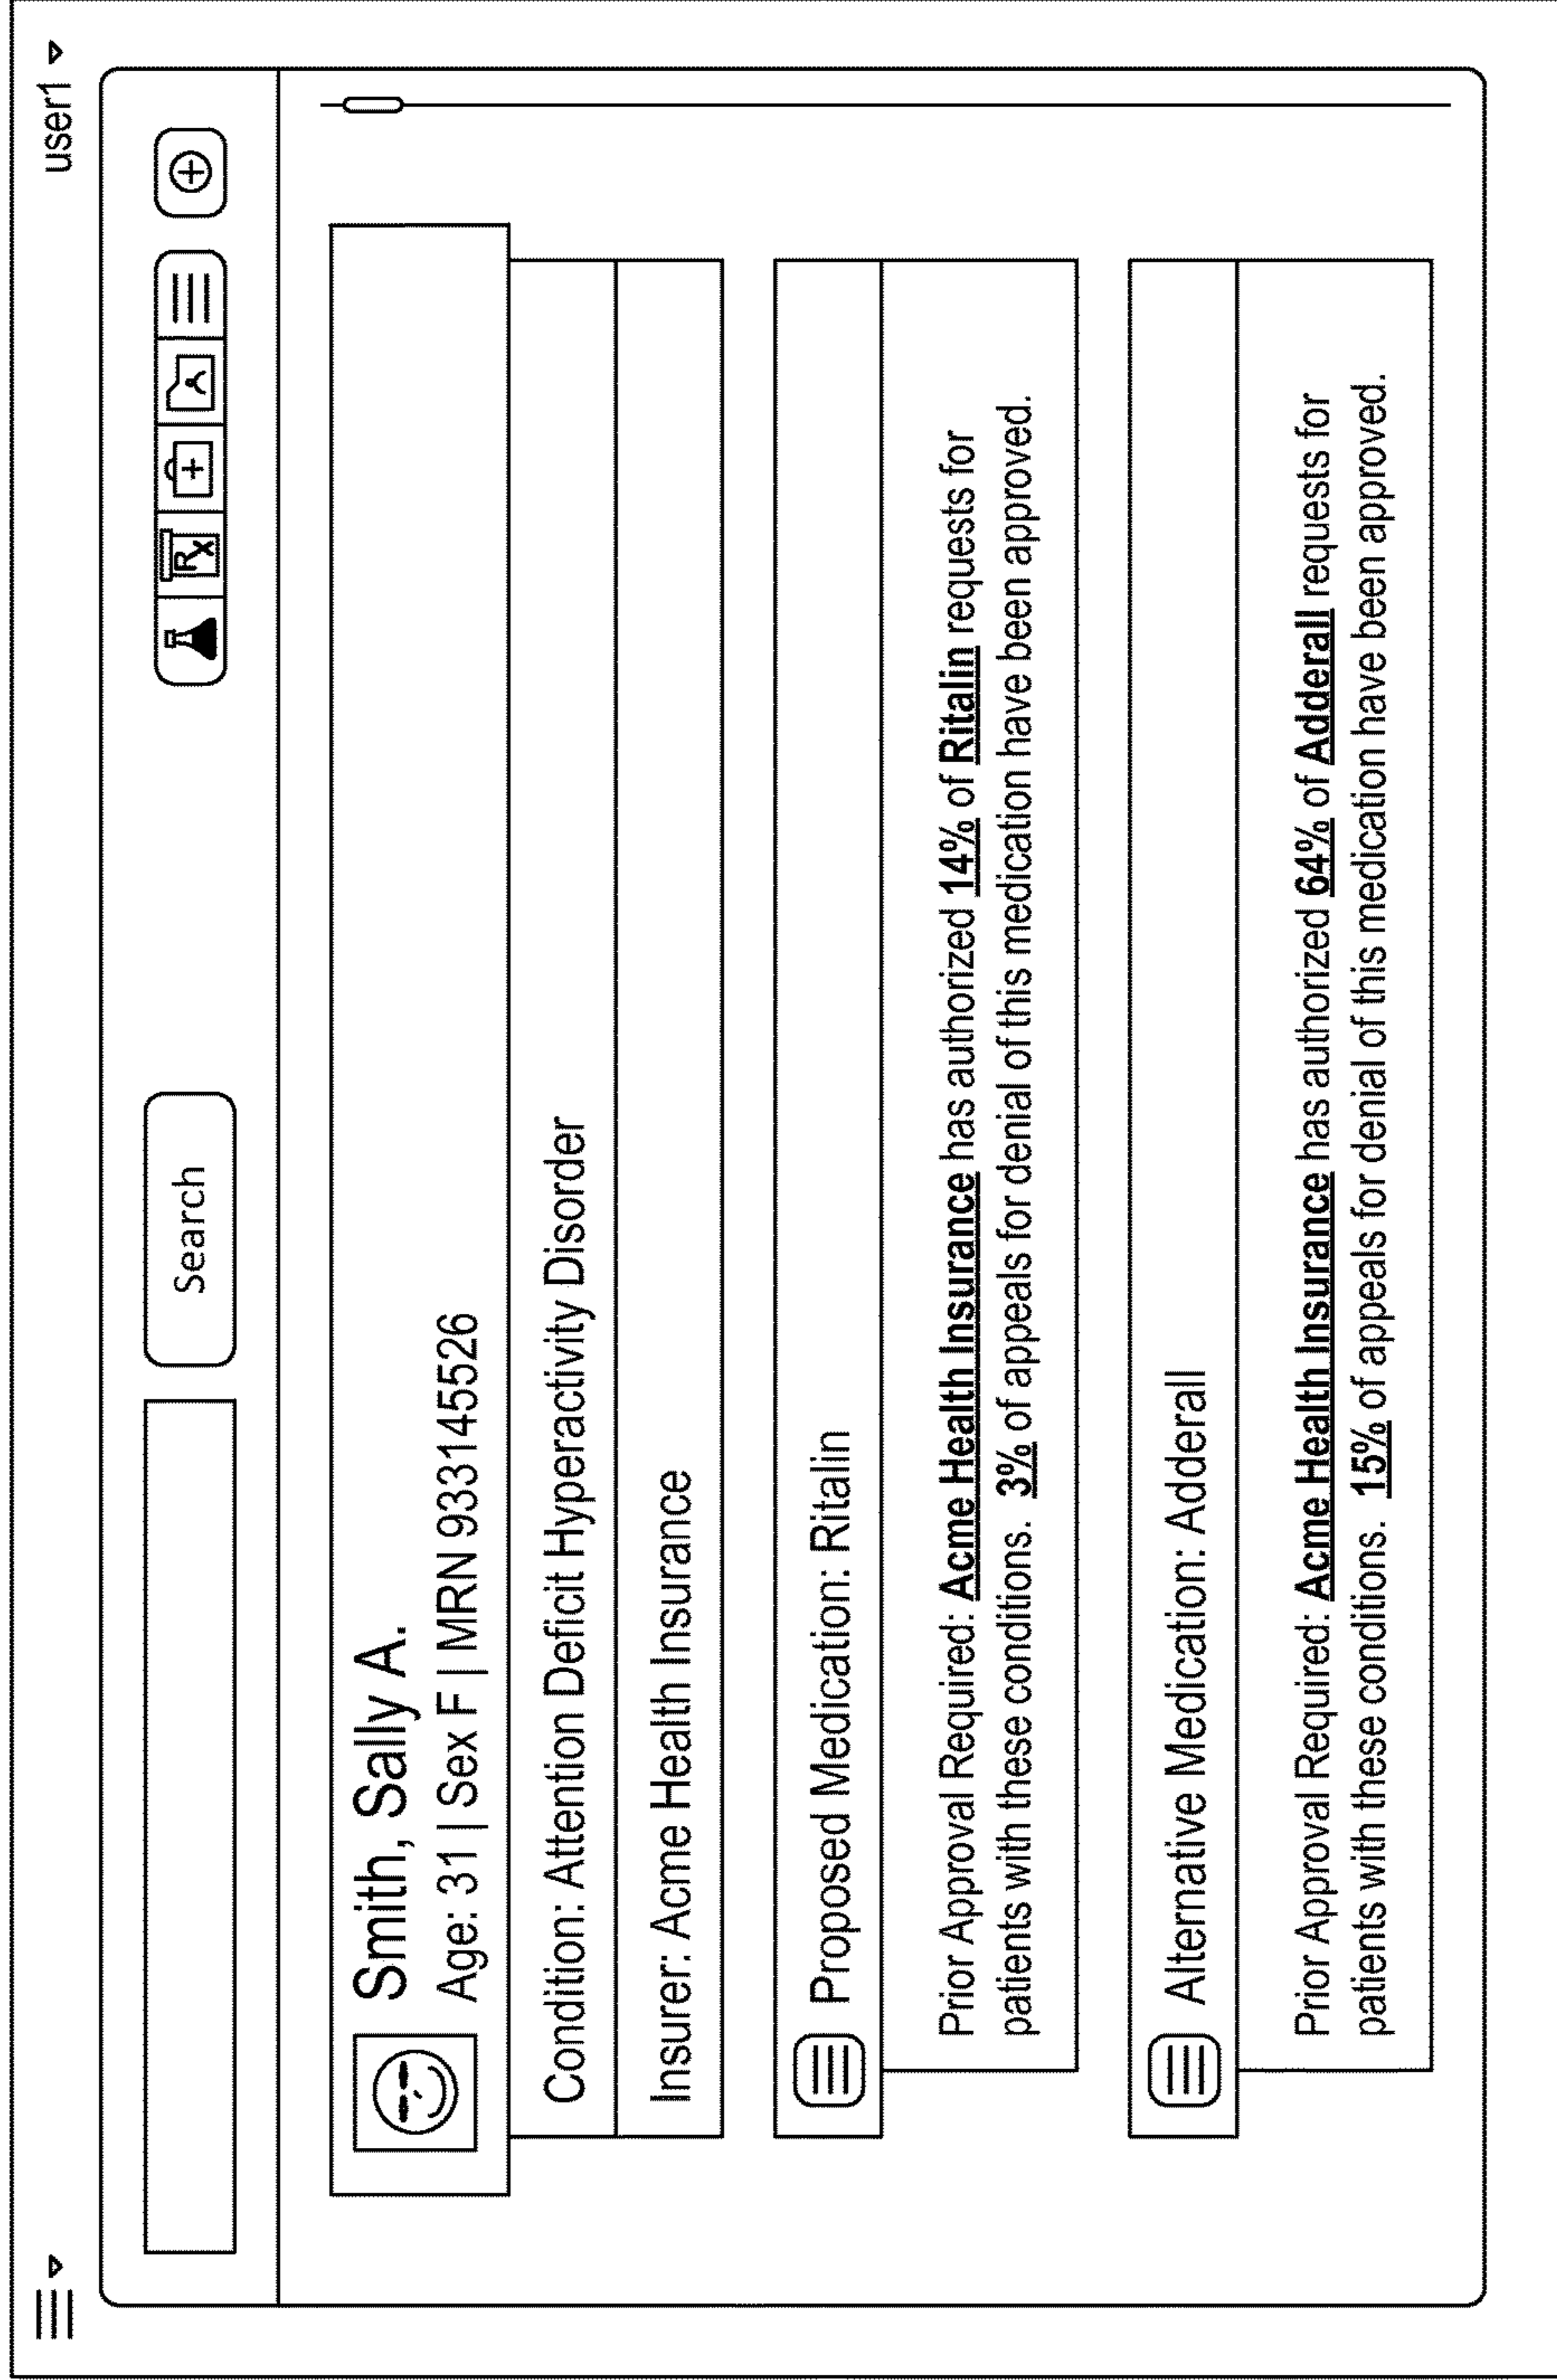 user1
Search
Rx
Smith, Sally A.
Age: 31 | Sex F | MRN 933145526
Condition: Attention Deficit Hyperactivity Disorder
Insurer: Acme Health Insurance
Proposed Medication: Ritalin
Prior Approval Required: Acme Health Insurance has authorized 14% of Ritalin requests for
patients with these conditions. 3% of appeals for denial of this medication have been approved.
Alternative Medication: Adderall
Prior Approval Required: Acme Health Insurance has authorized 64% of Adderall requests for
patients with these conditions. 15% of appeals for denial of this medication have been approved.